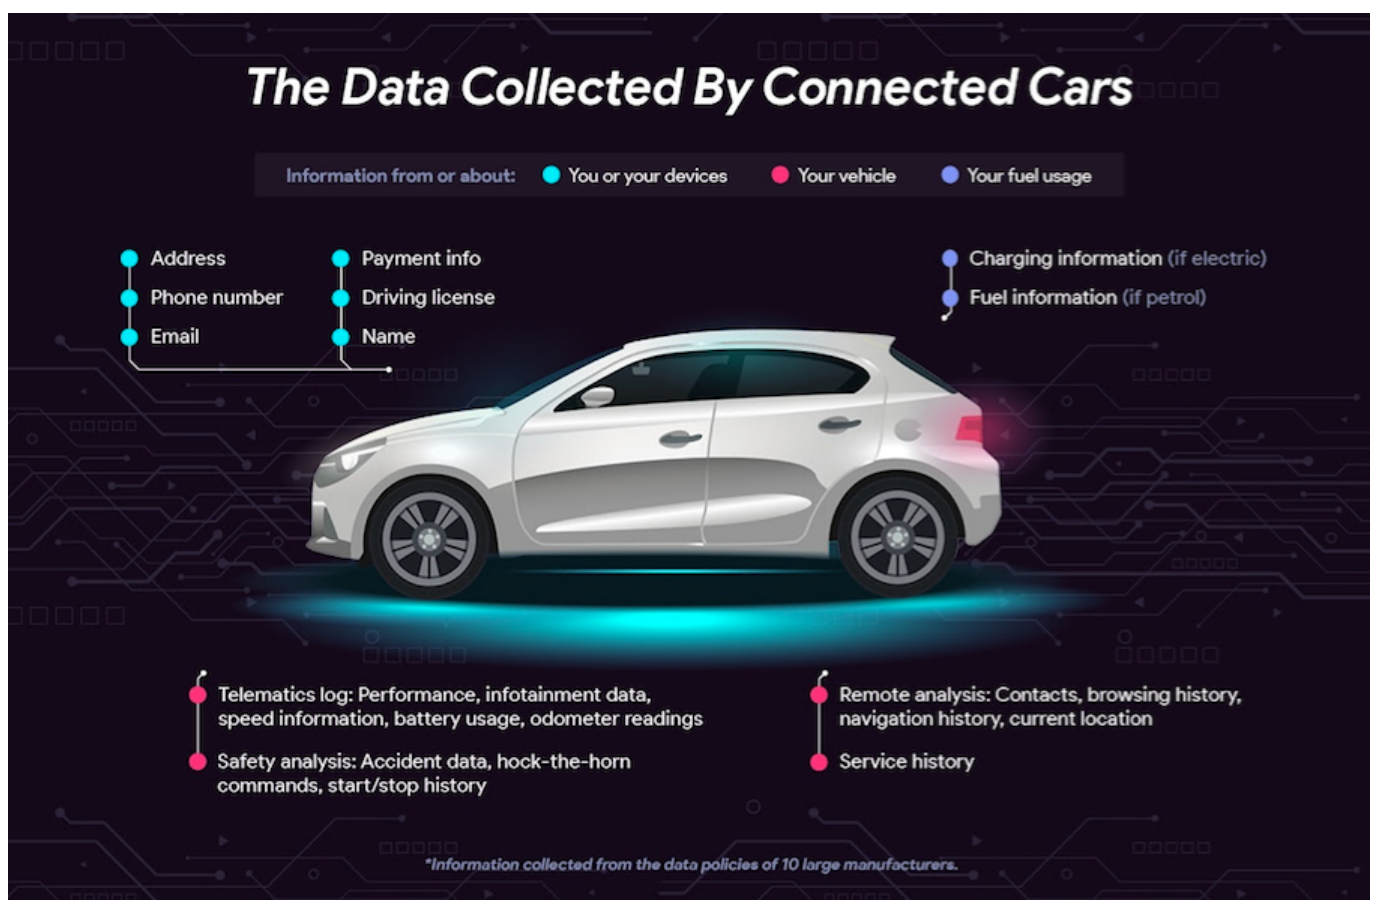 The Data Collected By Connected Cars
Information from or about: You or your devices Your vehicle Your fuel usage
Address
Phone number
Email
Payment info
Driving license
Name
Charging information (if electric)
Fuel information (if petrol)
Telematics log: Performance, infotainment data,
speed information, battery usage, odometer readings
Safety analysis: Accident data, hock-the-horn
commands, start/stop history
Remote analysis: Contacts, browsing history,
navigation history, current location
Service history
*Information collected from the data policies of 10 large manufacturers.